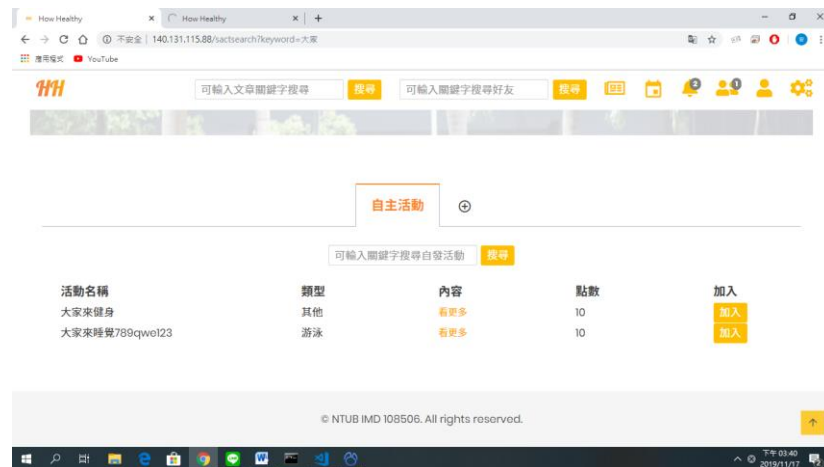 How Healthy
How Healthy
不安全 | 140.131.115.88/sactsearch?keyword=大家
應用程式 YouTube
HH 可輸入文章關鍵字搜尋 搜尋 可輸入關鍵字搜尋好友 搜尋 2 0
自主活動
可輸入關鍵字搜尋自發活動 搜尋
活動名稱 類型 內容 點數 加入
大家來健身 其他 看更多 10 加入
大家來睡覺789qwe123 游泳 看更多 10 加入
© NTUB IMD 108506. All rights reserved.
下午 03:40
2019/11/17